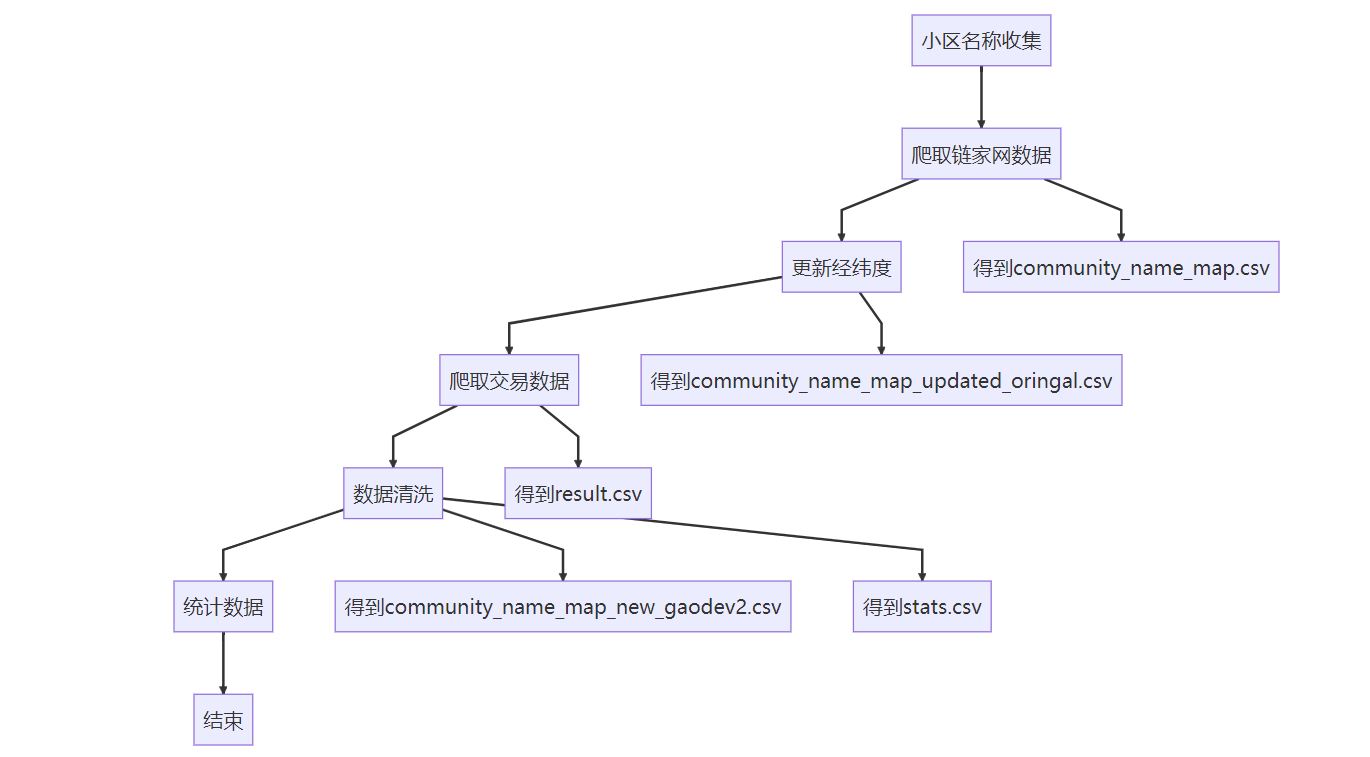 小区名称收集
爬取链家网数据
更新经纬度
得到community_name_map.csv
爬取交易数据
得到community_name_map_updated_oringal.csv
数据清洗
得到result.csv
统计数据
得到community_name_map_new_gaodev2.csv
得到stats.csv
结束